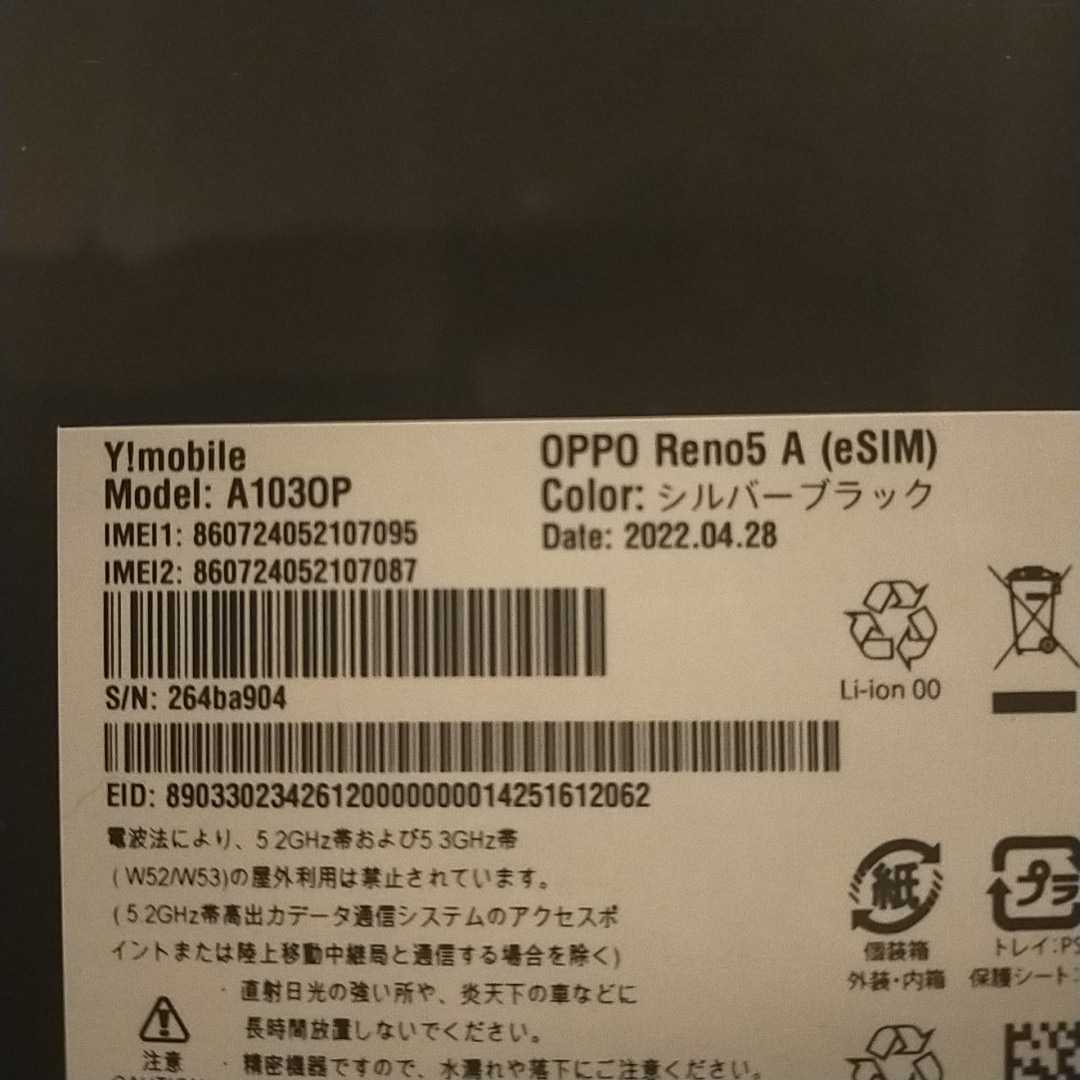 Y!mobile
OPPO Reno5 A (eSIM)
Model: A103OP
Color: シルバーブラック
IMEI1: 860724052107095
Date: 2022.04.28
IMEI2: 860724052107087
Li-ion 00
S/N: 264ba904
EID: 89033023426120000000014251612062
電波法により、5.2GHz帯および5.3GHz帯
(W52/W53)の屋外利用は禁止されています。
(5.2GHz帯高出力データ通信システムのアクセスポ
イントまたは陸上移動中継局と通信する場合を除く)
紙
個装箱
外装・内箱
プラ
トレイ:PS
保護シート:
注意
・直射日光の強い所や、炎天下の車などに
長時間放置しないでください。
・精密機器ですので、水濡れや落下にご注意ください。